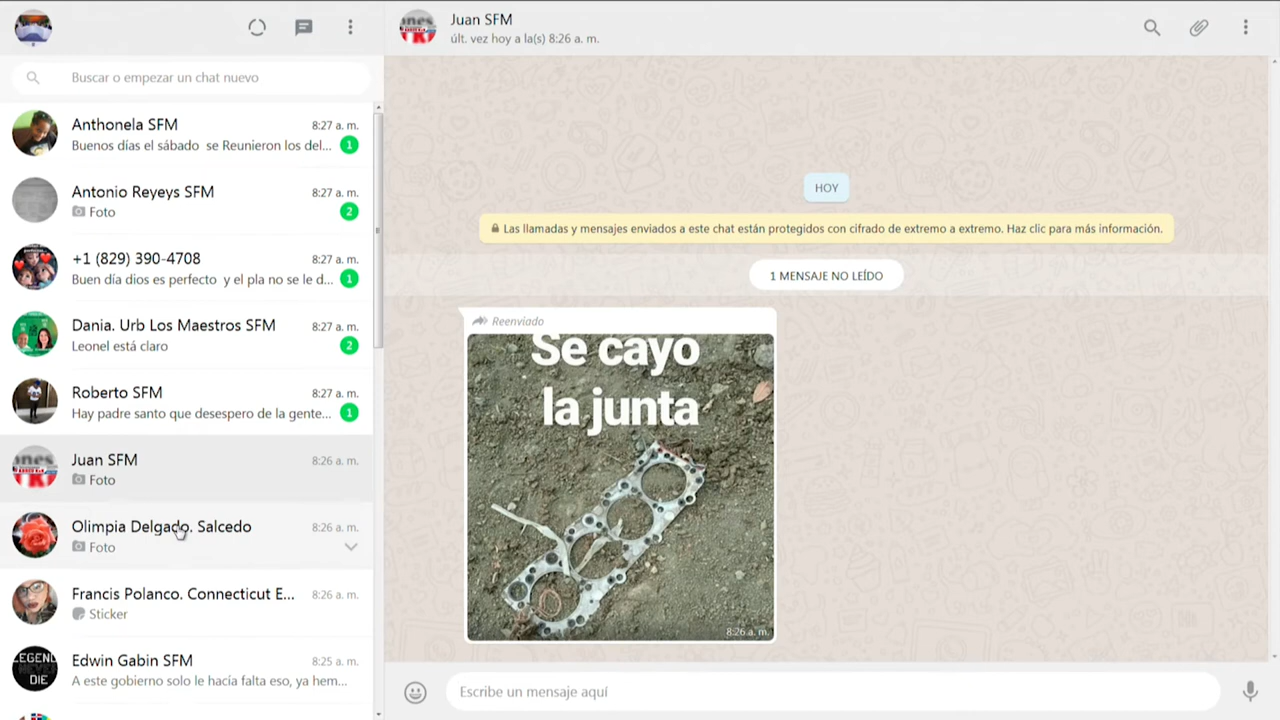 Buscar o empezar un chat nuevo
Anthonela SFM
8:27 a. m.
Buenos días el sábado se Reunieron los del...
1
Antonio Reyeys SFM
8:27 a. m.
Foto
2
+1 (829) 390-4708
8:27 a. m.
Buen día dios es perfecto y el pla no se le d...
1
Dania. Urb Los Maestros SFM
8:27 a. m.
Leonel está claro
2
Roberto SFM
8:27 a. m.
Hay padre santo que desespero de la gente...
1
Juan SFM
8:26 a. m.
Foto
Olimpia Delgado. Salcedo
8:26 a. m.
Foto
Francis Polanco. Connecticut E...
8:26 a. m.
Sticker
LEGEND
NEVER
DIE
Edwin Gabin SFM
8:25 a. m.
A este gobierno solo le hacía falta eso, ya hem...
Juan SFM
últ. vez hoy a la(s) 8:26 a. m.
HOY
Las llamadas y mensajes enviados a este chat están protegidos con cifrado de extremo a extremo. Haz clic para más información.
1 MENSAJE NO LEÍDO
Reenviado
Se cayo
la junta
8:26 a. m.
Escribe un mensaje aquí